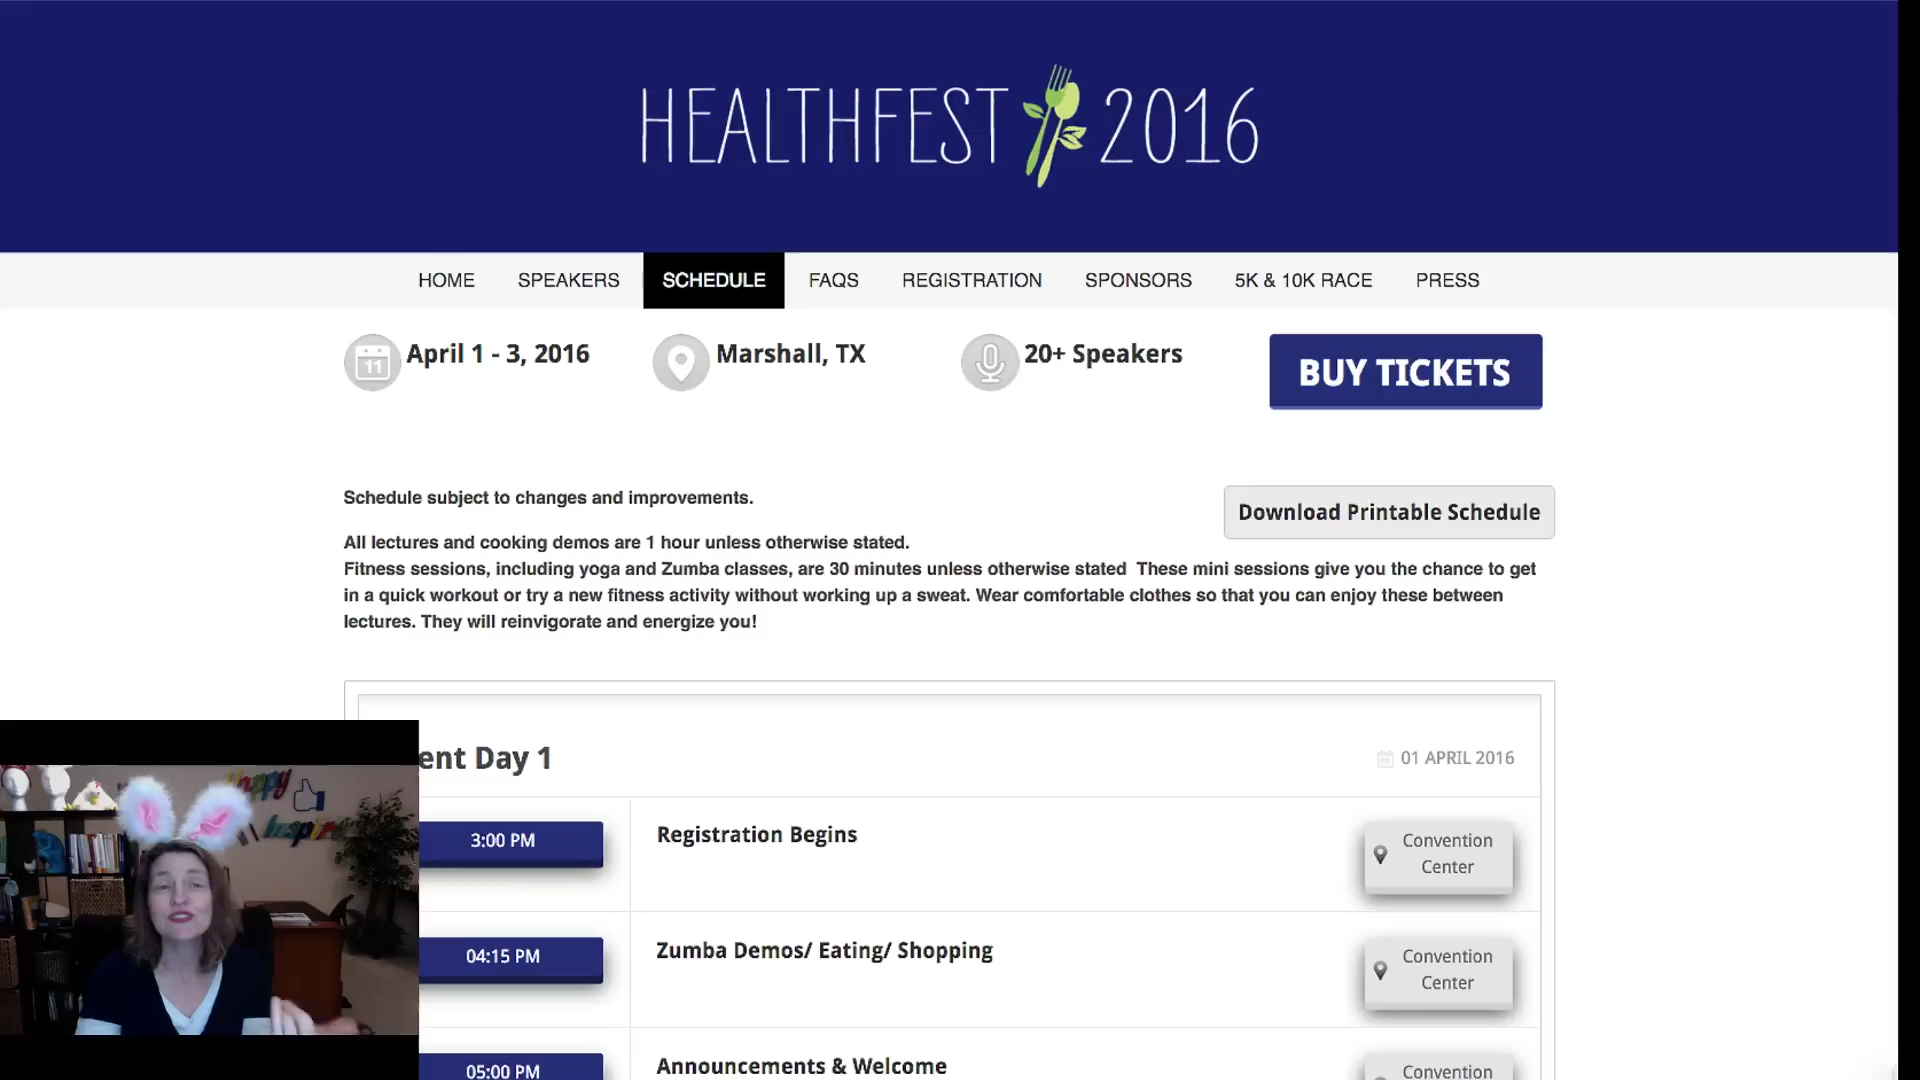 HEALTHFEST 2016
HOME SPEAKERS SCHEDULE FAQS REGISTRATION SPONSORS 5K & 10K RACE PRESS
11 April 1 - 3, 2016 Marshall, TX 20+ Speakers BUY TICKETS
Schedule subject to changes and improvements.
Download Printable Schedule
All lectures and cooking demos are 1 hour unless otherwise stated.
Fitness sessions, including yoga and Zumba classes, are 30 minutes unless otherwise stated These mini sessions give you the chance to get
in a quick workout or try a new fitness activity without working up a sweat. Wear comfortable clothes so that you can enjoy these between
lectures. They will reinvigorate and energize you!
ent Day 1
01 APRIL 2016
3:00 PM
Registration Begins
Convention
Center
04:15 PM
Zumba Demos/ Eating/ Shopping
Convention
Center
05:00 PM
Announcements & Welcome
Convention
Happy
Inspire